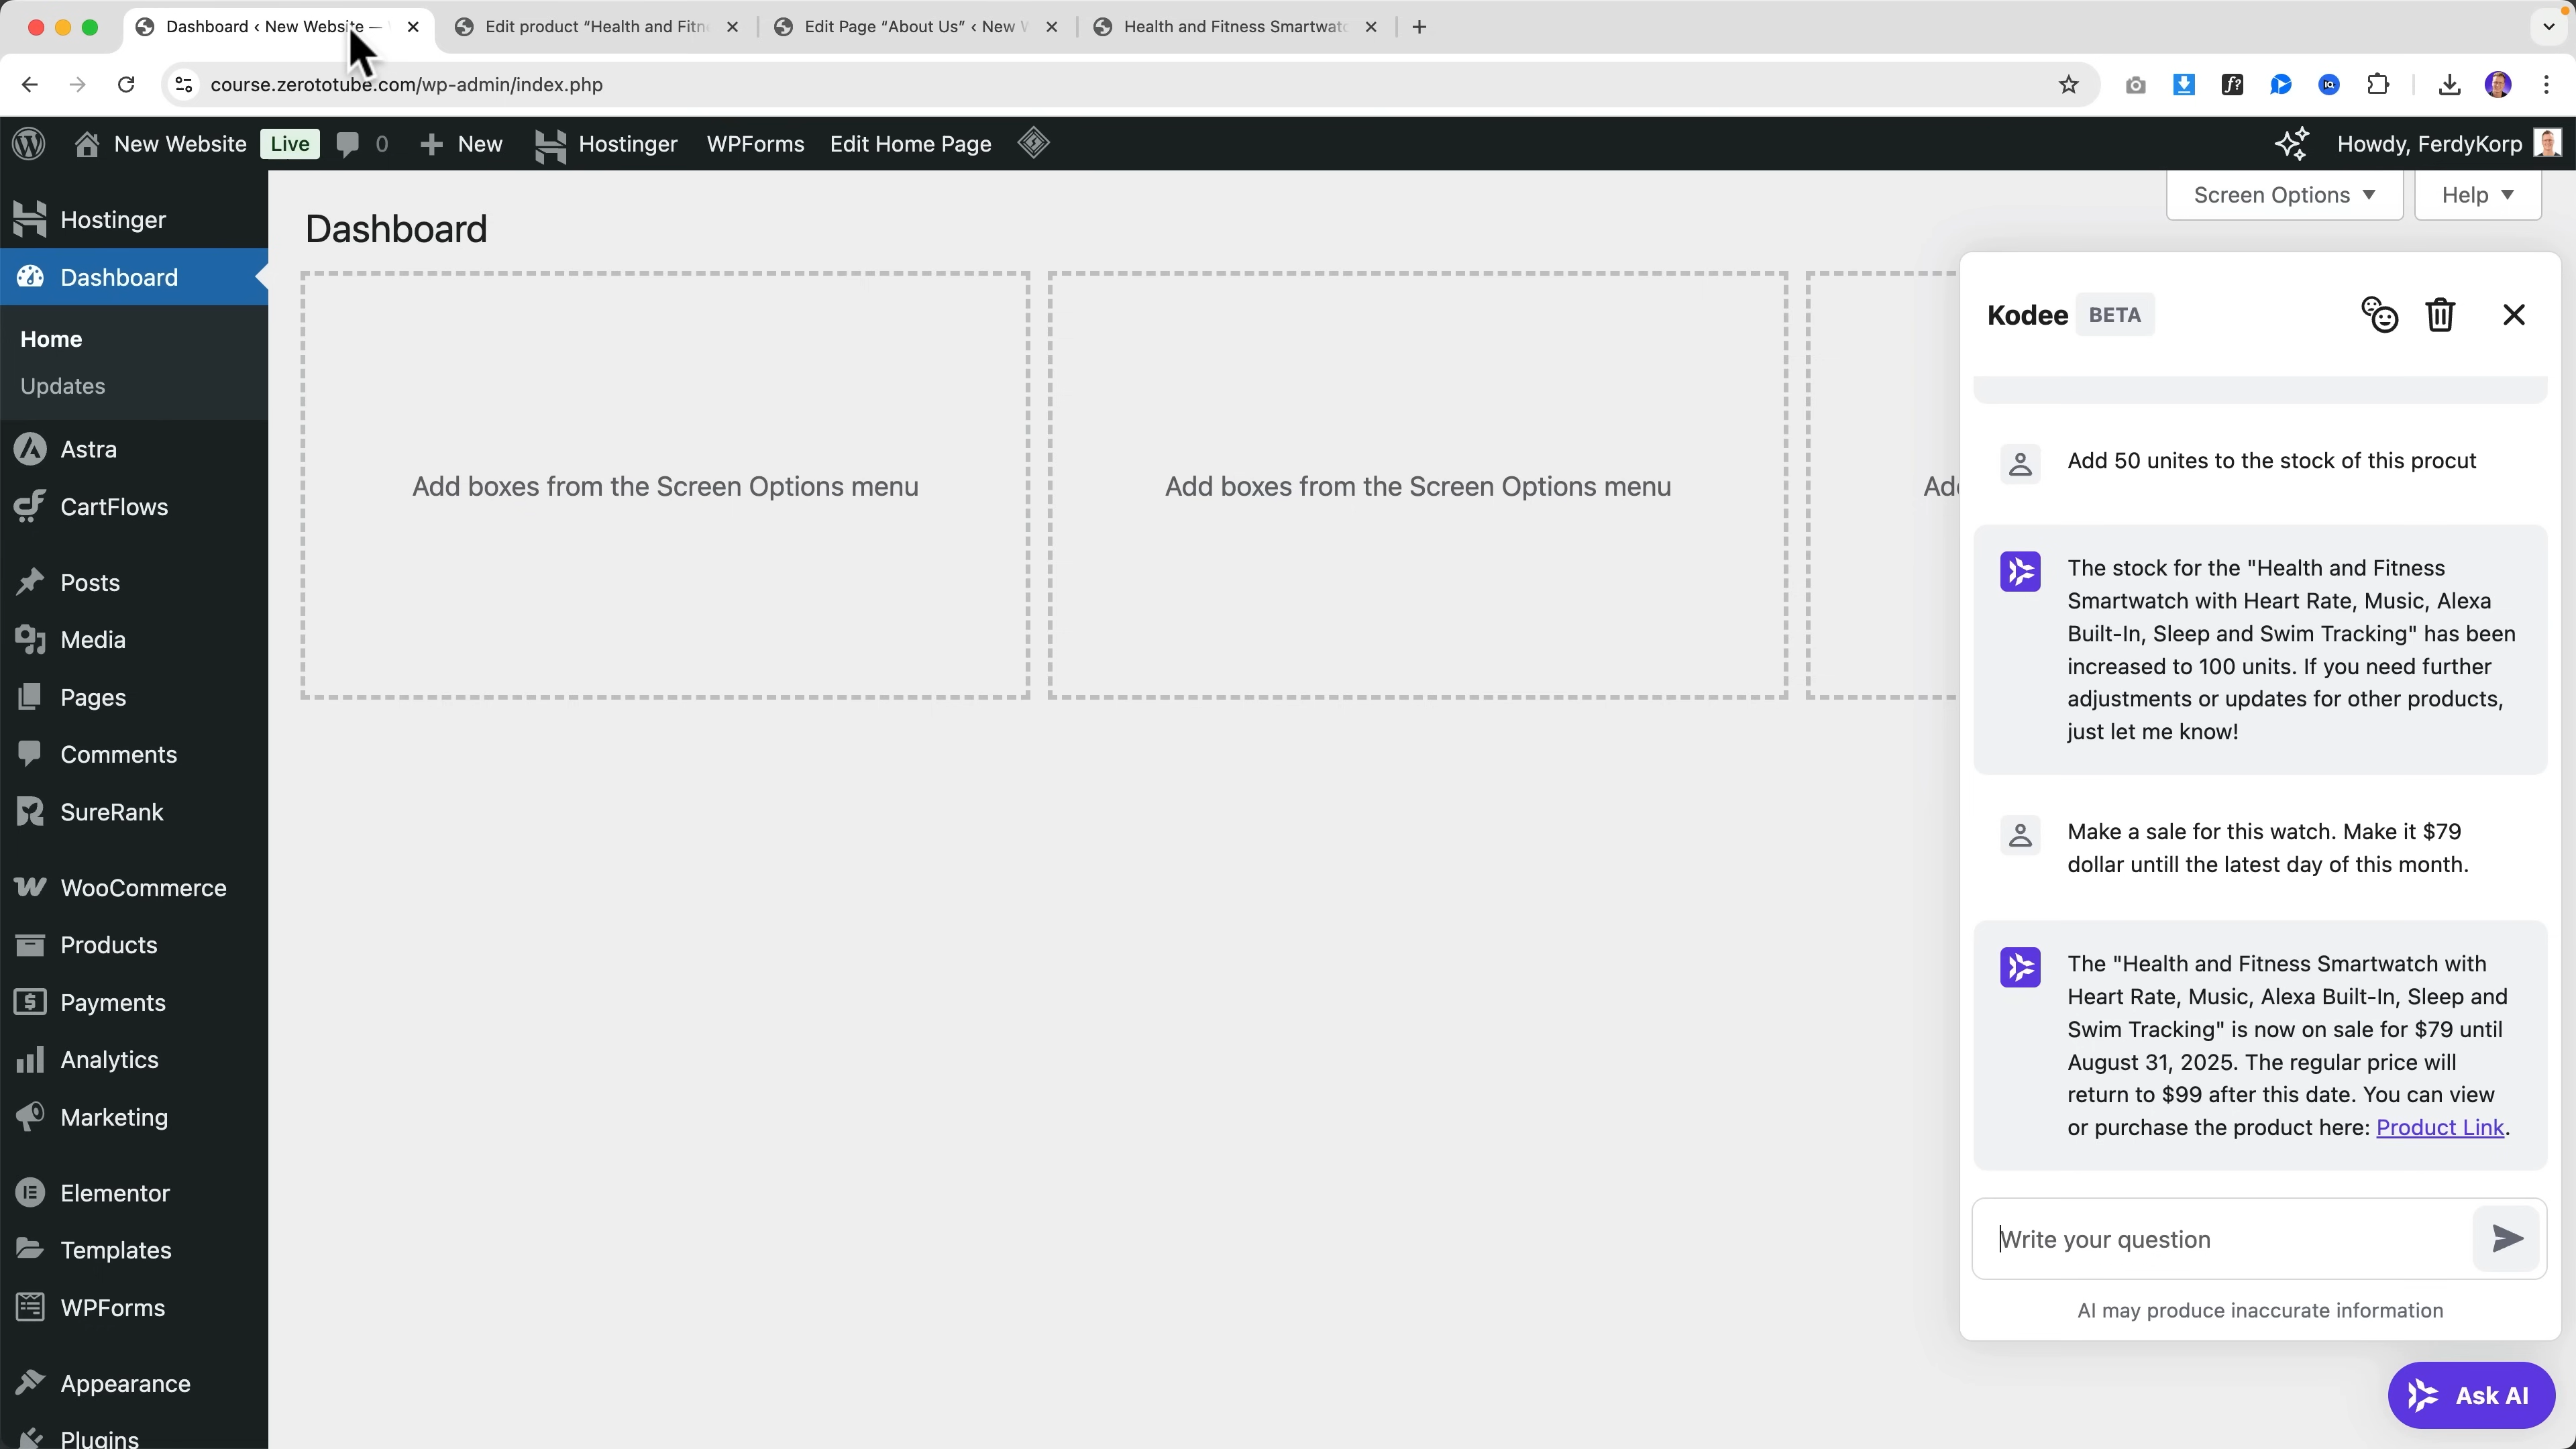 Dashboard ‹ New Website —
Edit product “Health and Fitn
Edit Page “About Us” ‹ New W
Health and Fitness Smartwatc
course.zerototube.com/wp-admin/index.php
New Website
Live
0
New
Hostinger
WPForms
Edit Home Page
Howdy, FerdyKorp
Screen Options
Help
Hostinger
Dashboard
Home
Updates
Astra
CartFlows
Posts
Media
Pages
Comments
SureRank
WooCommerce
Products
Payments
Analytics
Marketing
Elementor
Templates
WPForms
Appearance
Plugins
Dashboard
Add boxes from the Screen Options menu
Add boxes from the Screen Options menu
Kodee
BETA
Add 50 unites to the stock of this procut
The stock for the "Health and Fitness
Smartwatch with Heart Rate, Music, Alexa
Built-In, Sleep and Swim Tracking" has been
increased to 100 units. If you need further
adjustments or updates for other products,
just let me know!
Make a sale for this watch. Make it $79
dollar untill the latest day of this month.
The "Health and Fitness Smartwatch with
Heart Rate, Music, Alexa Built-In, Sleep and
Swim Tracking" is now on sale for $79 until
August 31, 2025. The regular price will
return to $99 after this date. You can view
or purchase the product here: Product Link.
Write your question
AI may produce inaccurate information
Ask AI